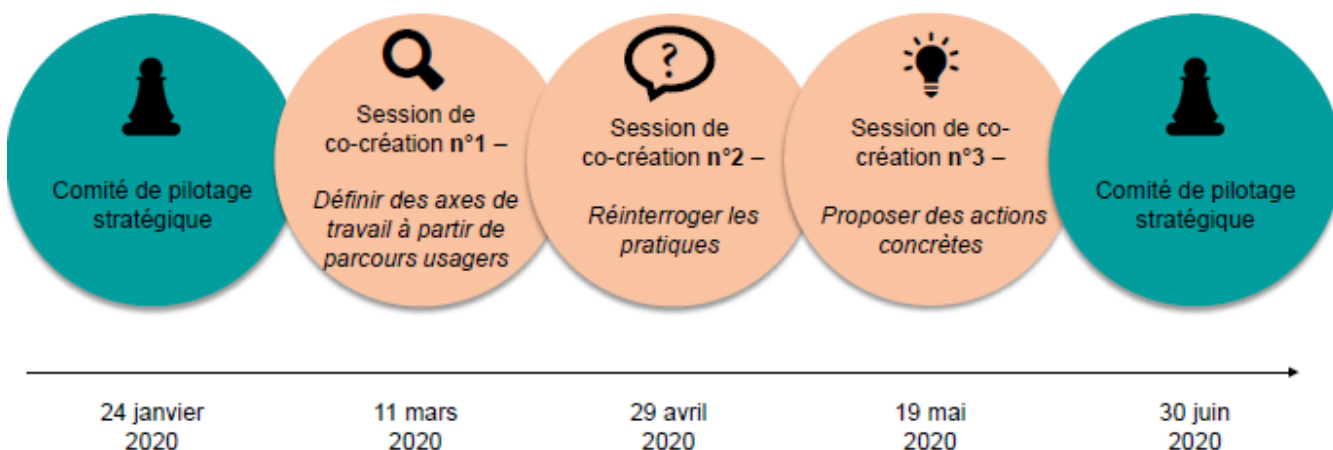 Comité de pilotage
stratégique
Session de
co-création n°1 –
Définir des axes de
travail à partir de
parcours usagers
?
Session de
co-création n°2 –
Réinterroger les
pratiques
Session de co-
création n°3 –
Proposer des actions
concrètes
Comité de pilotage
stratégique
24 janvier
2020
11 mars
2020
29 avril
2020
19 mai
2020
30 juin
2020